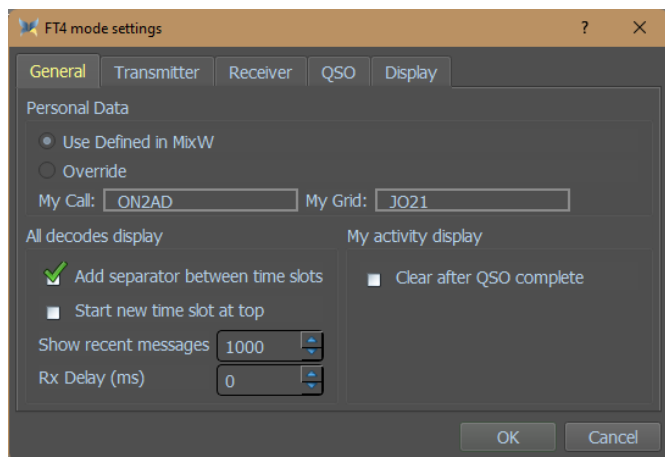 FT4 mode settings ? ×
General Transmitter Receiver QSO Display
Personal Data
Use Defined in MixW
Override
My Call: ON2AD My Grid: JO21
All decodes display
Add separator between time slots
Start new time slot at top
Show recent messages 1000
Rx Delay (ms) 0
My activity display
Clear after QSO complete
OK Cancel